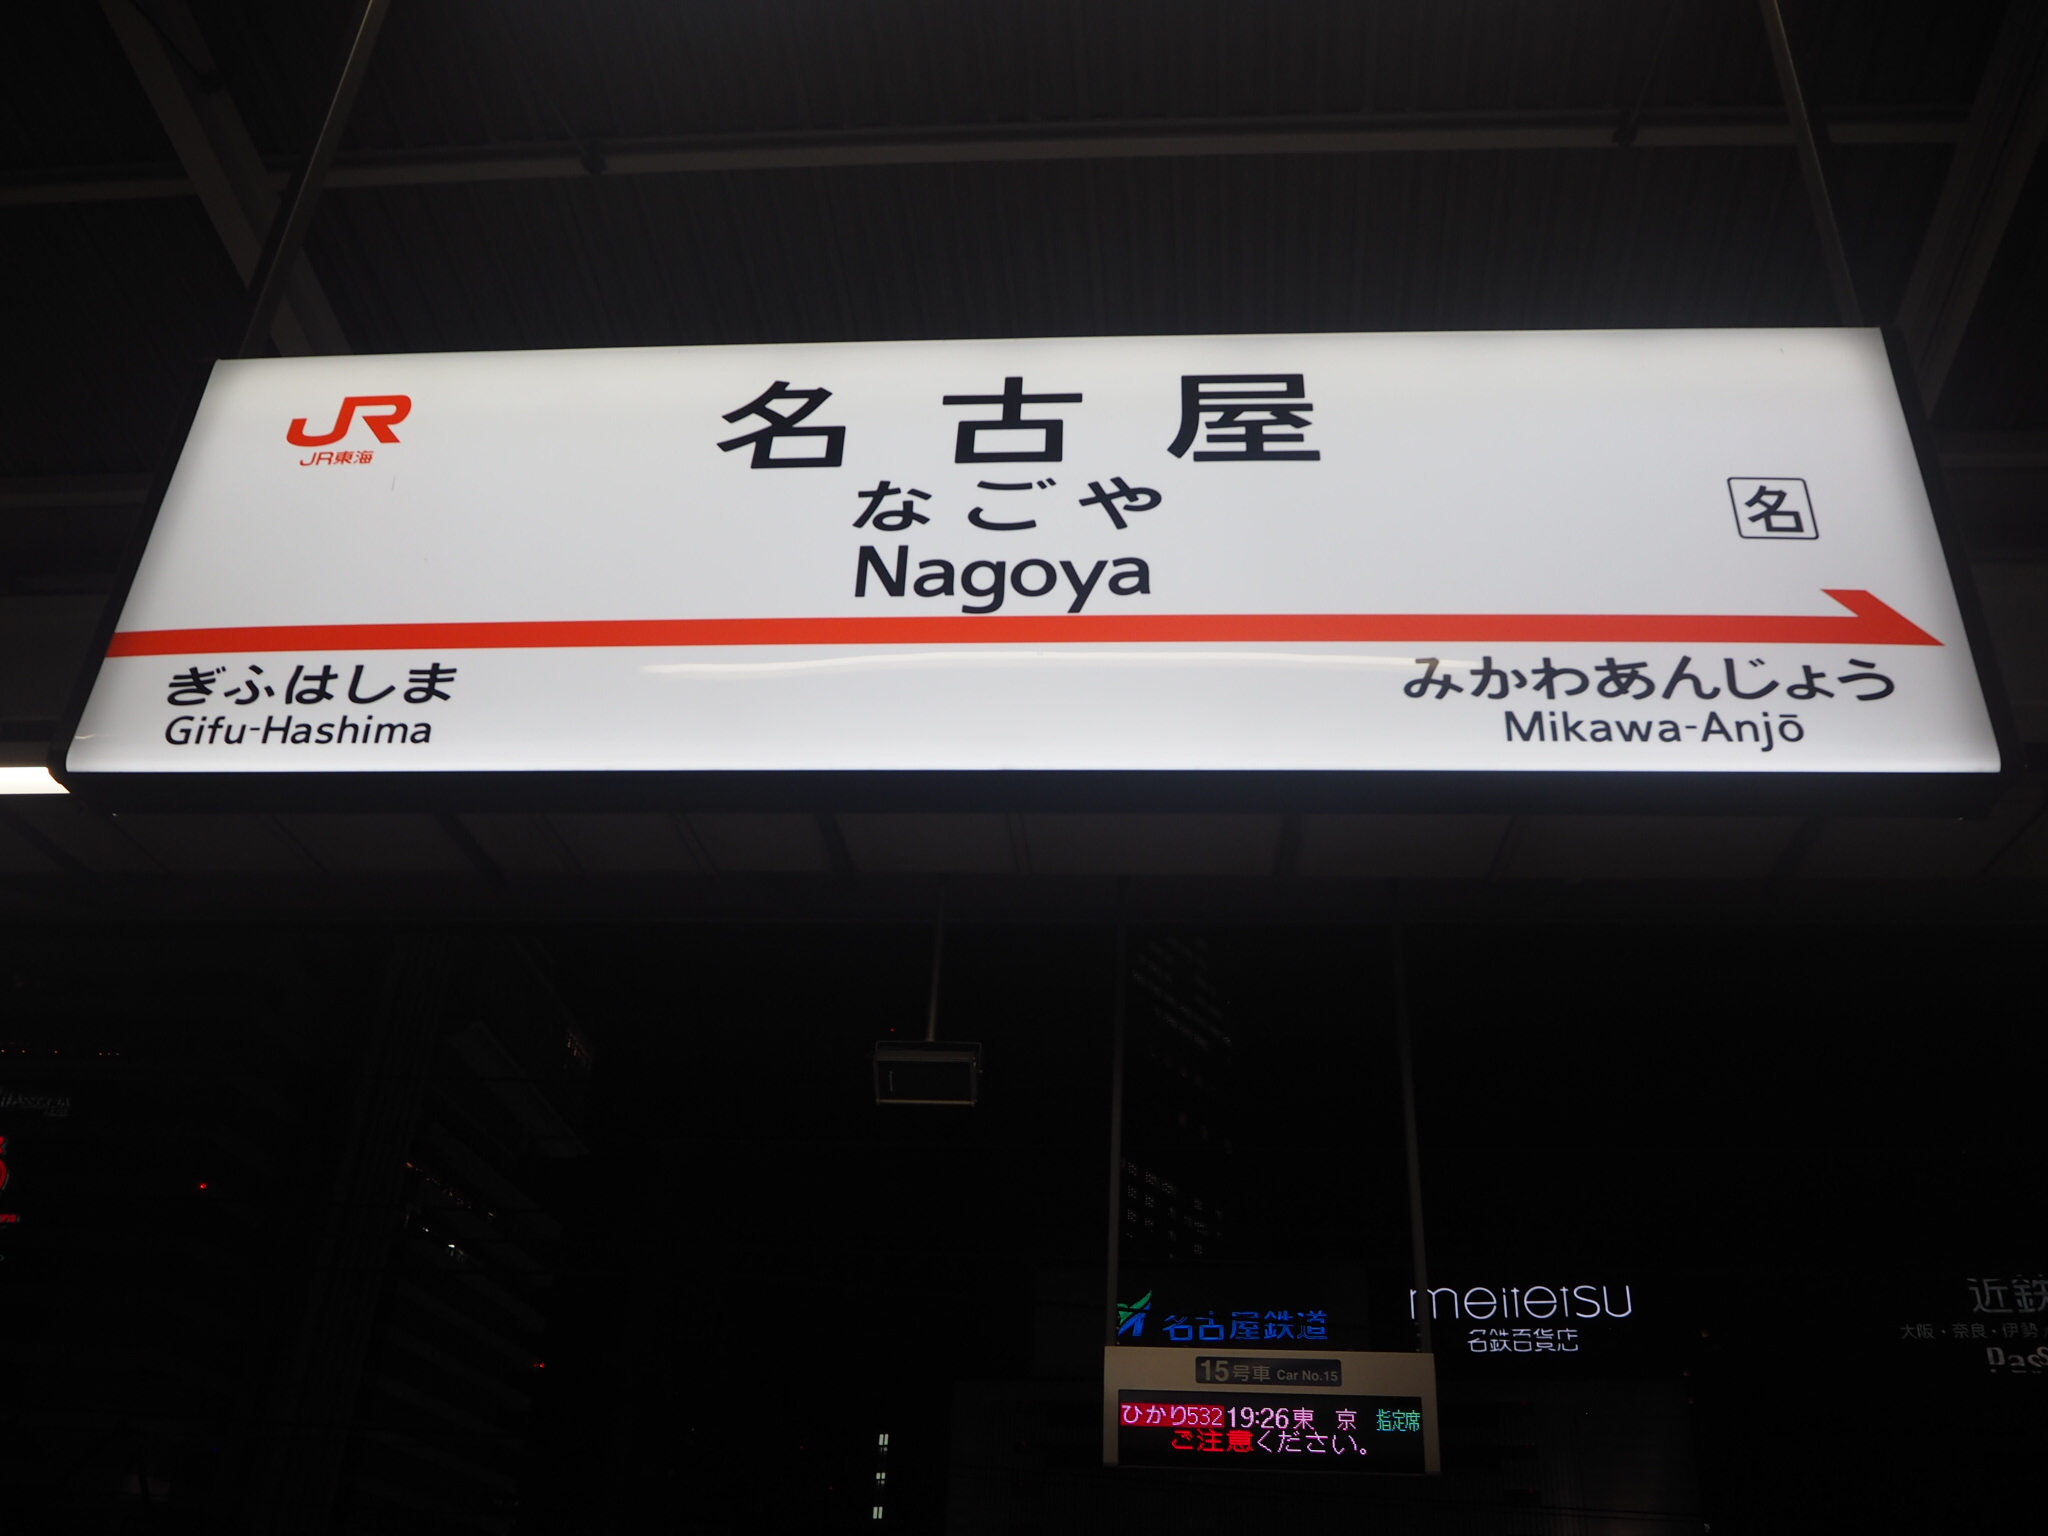 JR
JR東海
名古屋
なごや
Nagoya
名
ぎふはしま
Gifu-Hashima
みかわあんじょう
Mikawa-Anjō
名古屋鉄道
meitetsu
名鉄百貨店
近鉄
大阪・奈良・伊勢
15号車 Car No.15
ひかり532 19:26 東京 指定席
ご注意ください。